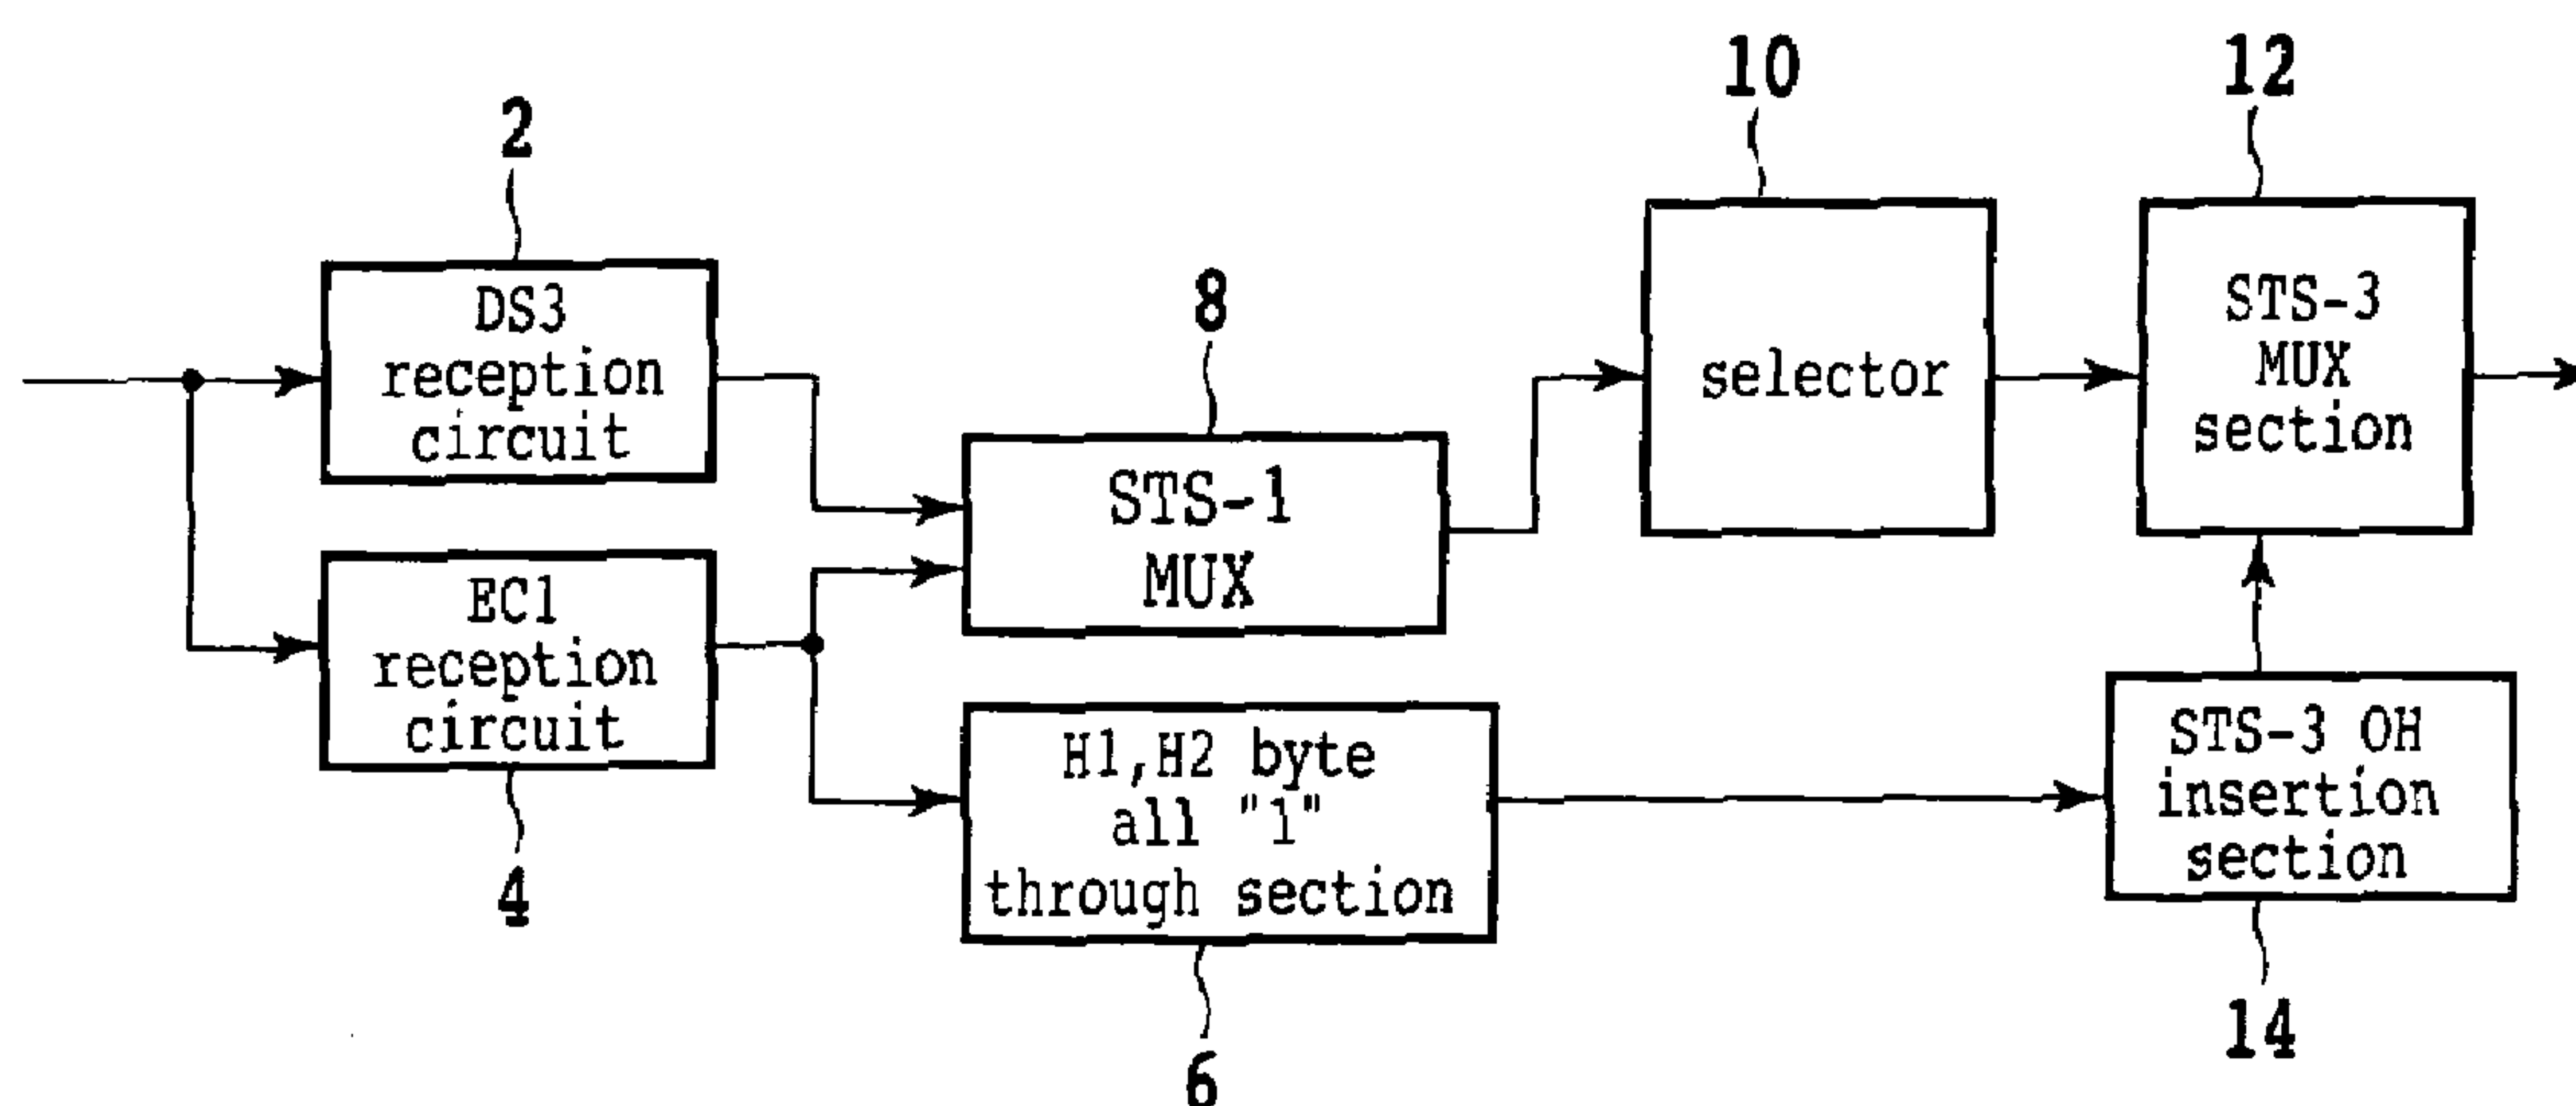 10
12
2
DS3
reception
circuit
8
selector
STS-3
MUX
section
STS-1
MUX
EC1
reception
circuit
4
H1,H2 byte
all "1"
through section
6
STS-3 OH
insertion
section
14